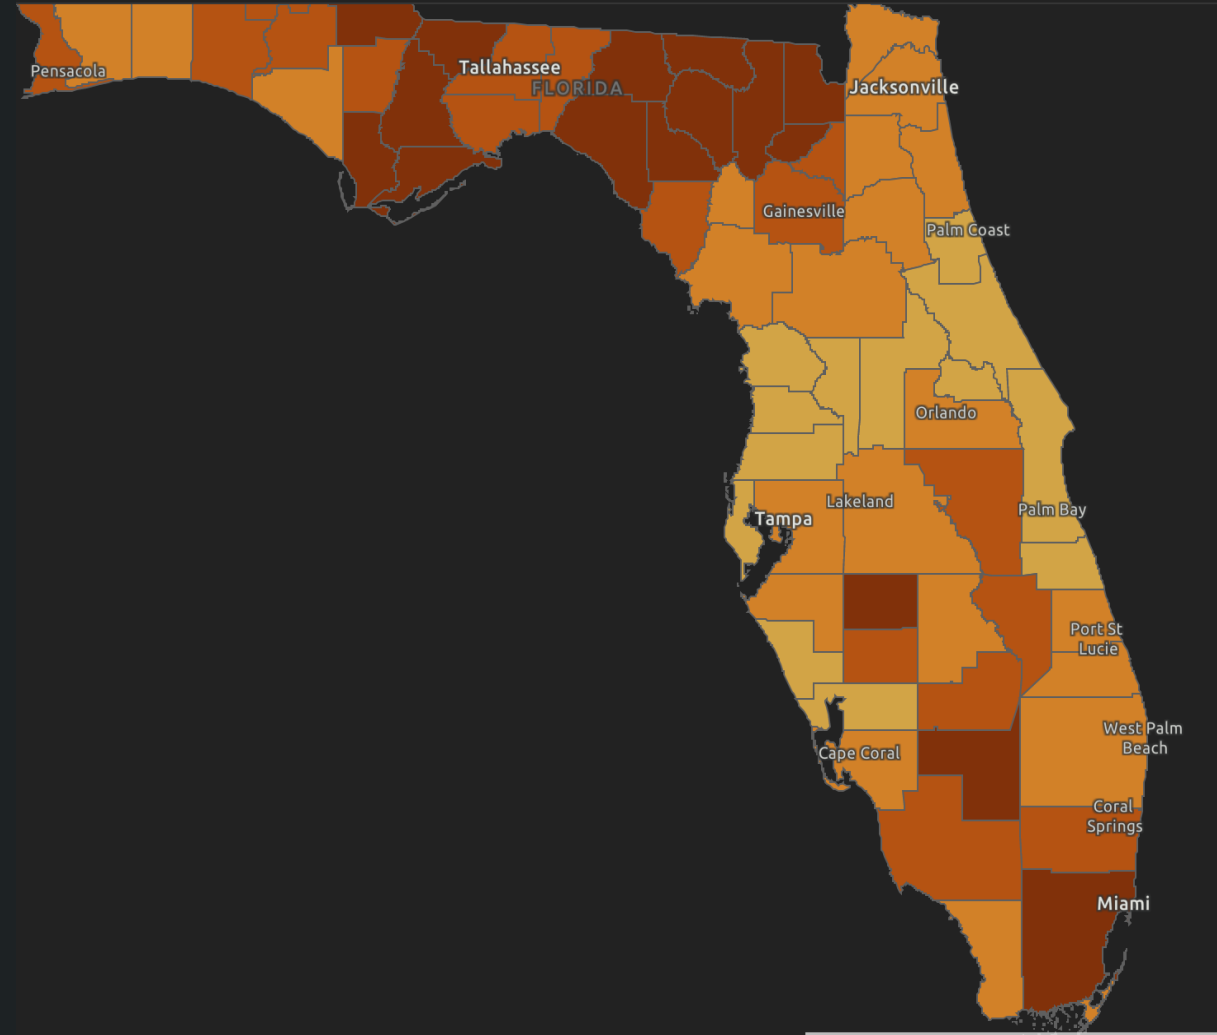 Pensacola
Tallahassee
FLORIDA
Jacksonville
Gainesville
Palm Coast
Orlando
Lakeland
Tampa
Palm Bay
Port St
Lucie
West Palm
Beach
Cape Coral
Coral
Springs
Miami